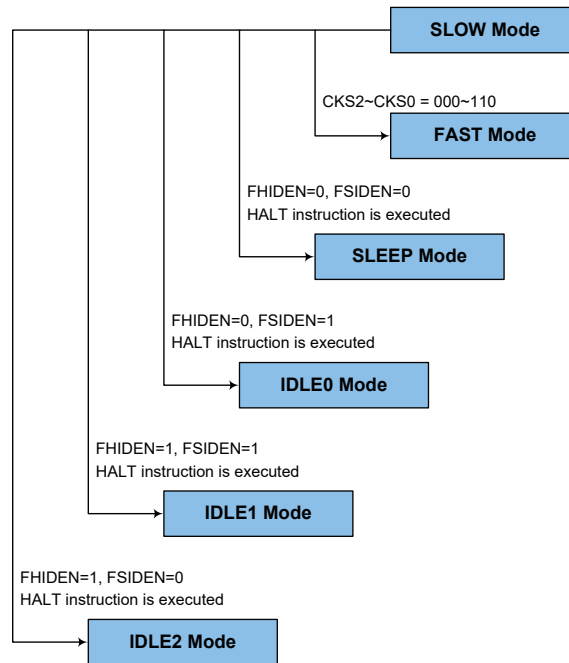 SLOW Mode
CKS2~CKS0 = 000~110
FAST Mode
FHIDEN=0, FSIDEN=0
HALT instruction is executed
SLEEP Mode
FHIDEN=0, FSIDEN=1
HALT instruction is executed
IDLE0 Mode
FHIDEN=1, FSIDEN=1
HALT instruction is executed
IDLE1 Mode
FHIDEN=1, FSIDEN=0
HALT instruction is executed
IDLE2 Mode